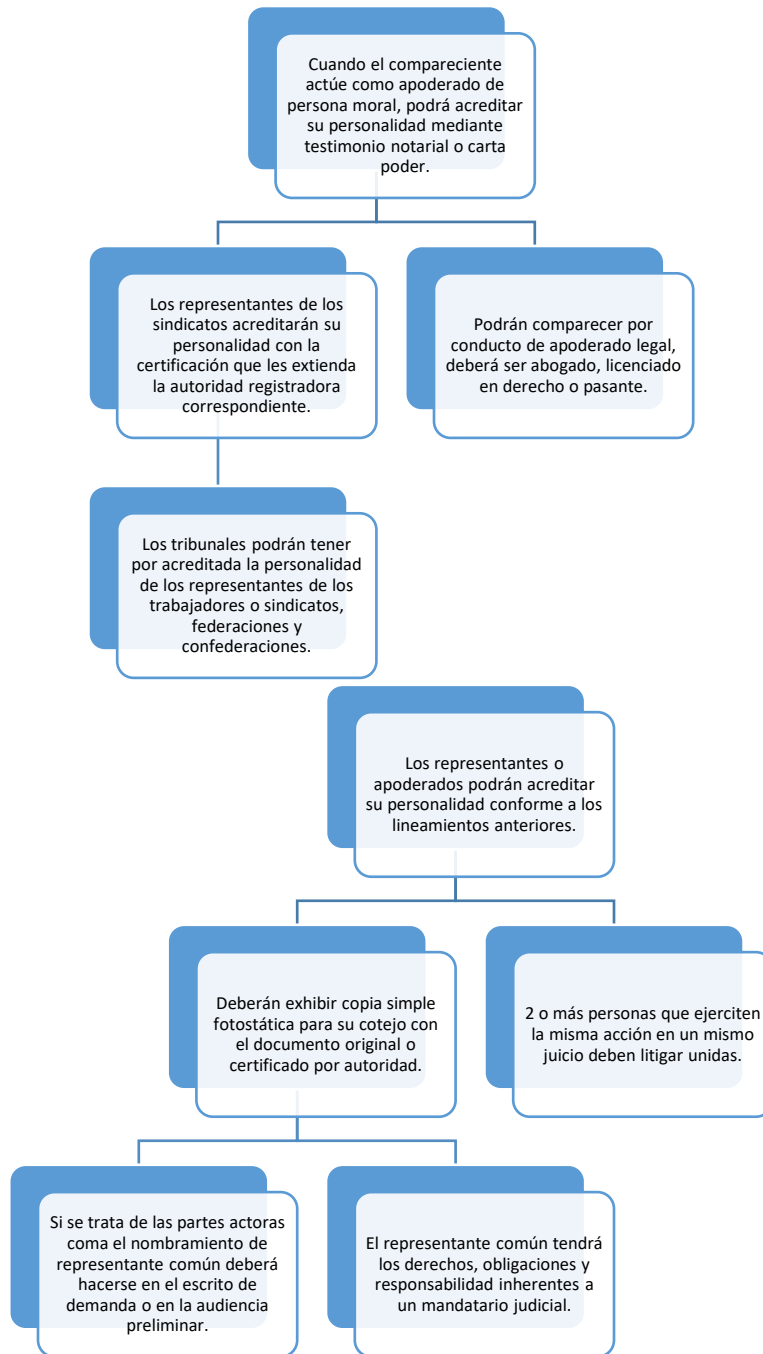 Cuando el compareciente
actúe como apoderado de
persona moral, podrá acreditar
su personalidad mediante
testimonio notarial o carta
poder.
Los representantes de los
sindicatos acreditarán su
personalidad con la
certificación que les extienda
la autoridad registradora
correspondiente.
Podrán comparecer por
conducto de apoderado legal,
deberá ser abogado, licenciado
en derecho o pasante.
Los tribunales podrán tener
por acreditada la personalidad
de los representantes de los
trabajadores o sindicatos,
federaciones y
confederaciones.
Los representantes o
apoderados podrán acreditar
su personalidad conforme a los
lineamientos anteriores.
Deberán exhibir copia simple
fotostática para su cotejo con
el documento original o
certificado por autoridad.
2 o más personas que ejerciten
la misma acción en un mismo
juicio deben litigar unidas.
Si se trata de las partes actoras
coma el nombramiento de
representante común deberá
hacerse en el escrito de
demanda o en la audiencia
preliminar.
El representante común tendrá
los derechos, obligaciones y
responsabilidad inherentes a
un mandatario judicial.